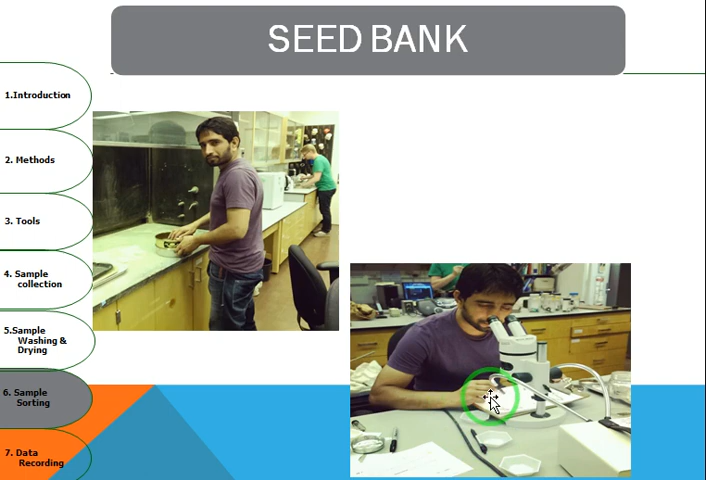 SEED BANK
1.Introduction
2. Methods
3. Tools
4. Sample
collection
5.Sample
Washing &
Drying
6. Sample
Sorting
7. Data
Recording